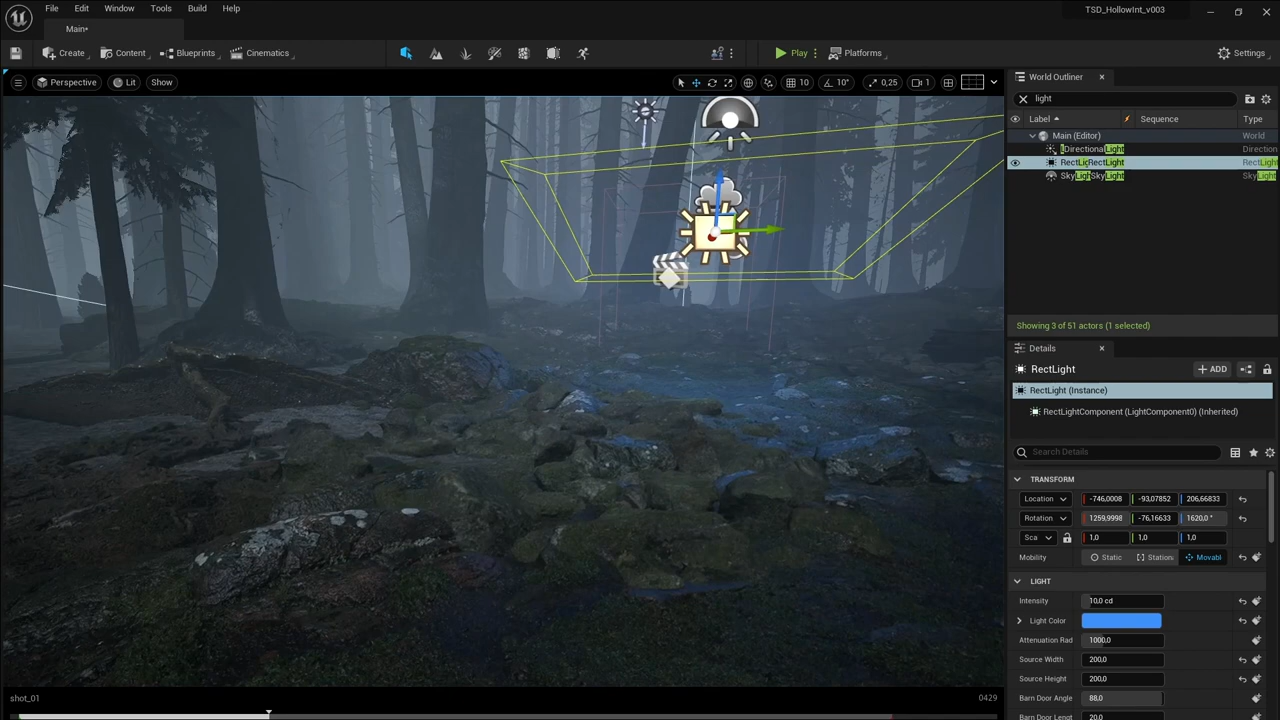 File Edit Window Tools Build Help
TSD_HollowInt_v003
Main*
Create Content Blueprints Cinematics Play Platforms Settings
Perspective Lit Show 10 10° 0,25 1
World Outliner
light
Label Sequence Type
Main (Editor) World
DirectionalLight Direction
RectLigRectLight RectLight
SkyLighSkyLight SkyLight
Showing 3 of 51 actors (1 selected)
Details
RectLight ADD
RectLight (Instance)
RectLightComponent (LightComponent0) (Inherited)
Search Details
TRANSFORM
Location -746,0008 -93,07852 206,66833
Rotation 1259,9998 -76,16633 1620,0 °
Sca 1,0 1,0 1,0
Mobility Static Station Movabl
LIGHT
Intensity 10,0 cd
Light Color
Attenuation Rad 1000,0
Source Width 200,0
Source Height 200,0
Barn Door Angle 88,0
Barn Door Lengt 20,0
shot_01 0429